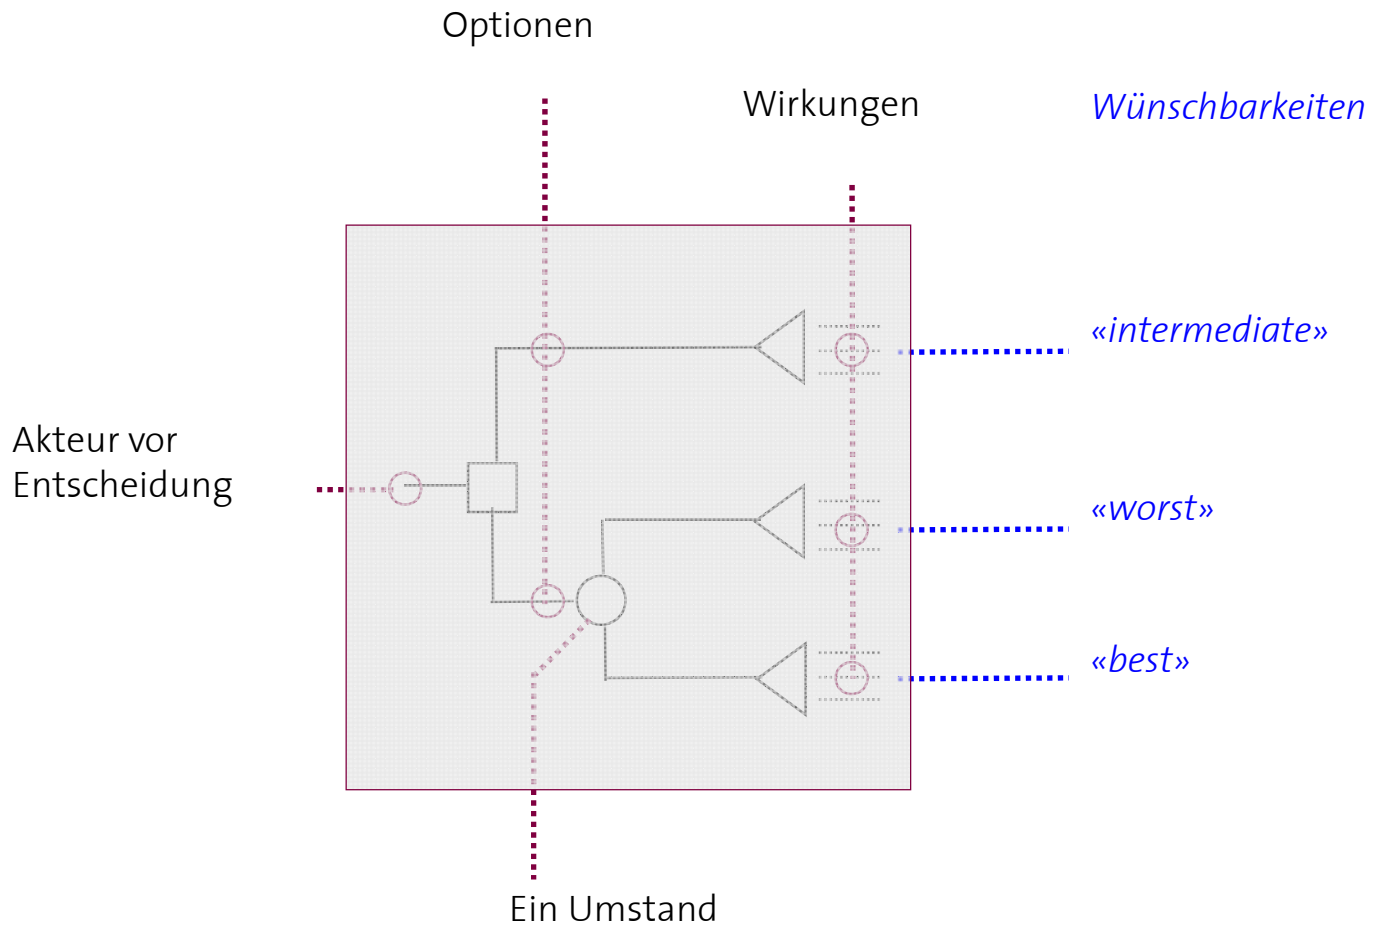 Optionen
Wirkungen
Wünschbarkeiten
«intermediate»
Akteur vor
Entscheidung
«worst»
«best»
Ein Umstand